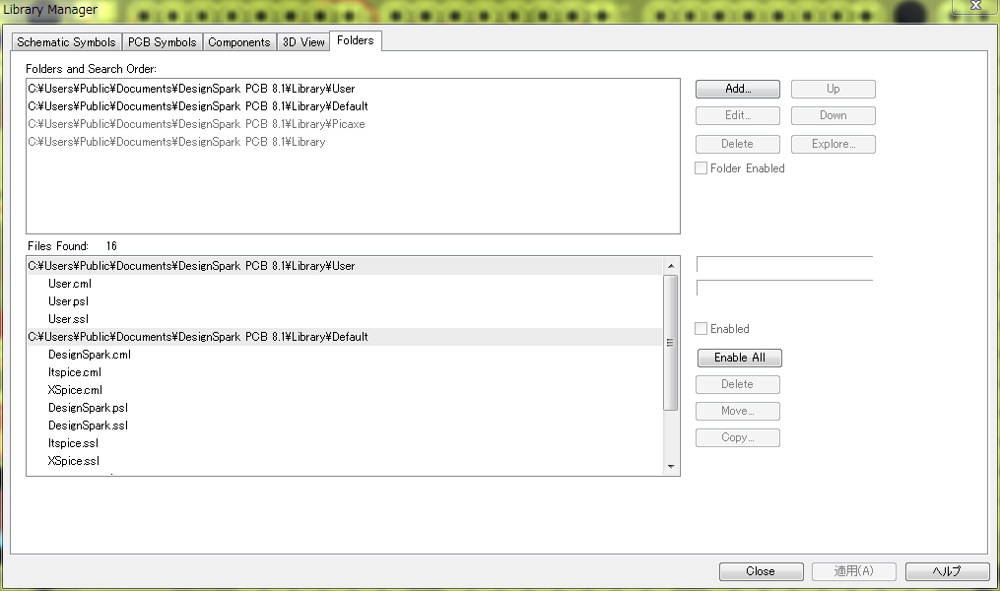 Library Manager
Schematic Symbols PCB Symbols Components 3D View Folders
Folders and Search Order:
C:¥Users¥Public¥Documents¥DesignSpark PCB 8.1¥Library¥User
C:¥Users¥Public¥Documents¥DesignSpark PCB 8.1¥Library¥Default
C:¥Users¥Public¥Documents¥DesignSpark PCB 8.1¥Library¥Picaxe
C:¥Users¥Public¥Documents¥DesignSpark PCB 8.1¥Library
Add... Up
Edit... Down
Delete Explore...
Folder Enabled
Files Found: 16
C:¥Users¥Public¥Documents¥DesignSpark PCB 8.1¥Library¥User
User.cml
User.psl
User.ssl
C:¥Users¥Public¥Documents¥DesignSpark PCB 8.1¥Library¥Default
DesignSpark.cml
ltspice.cml
XSpice.cml
DesignSpark.psl
DesignSpark.ssl
ltspice.ssl
XSpice.ssl
Enabled
Enable All
Delete
Move...
Copy...
Close 適用(A) ヘルプ